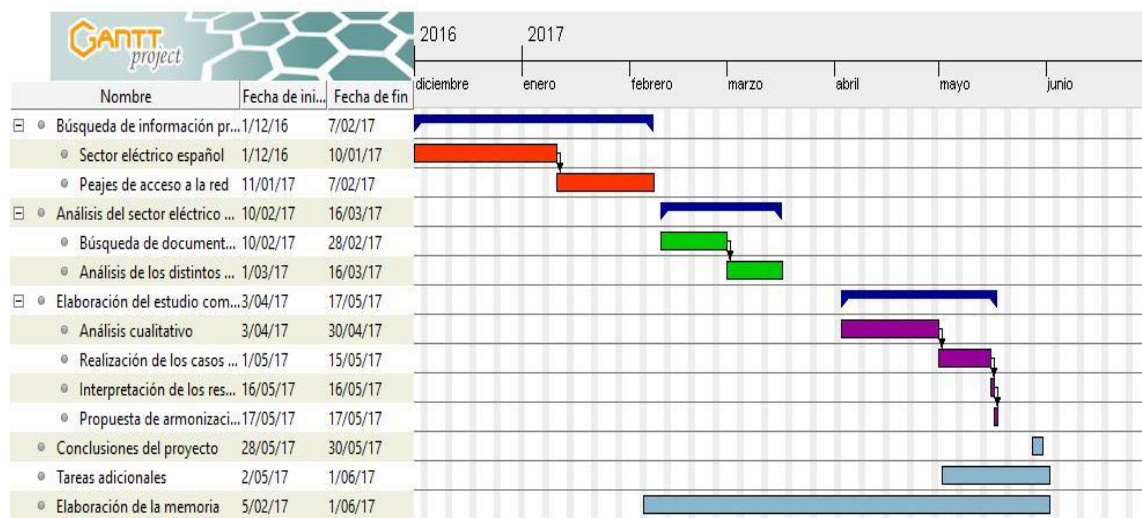 GANTT
project
2016 2017
diciembre enero febrero marzo abril mayo junio
Nombre Fecha de ini... Fecha de fin
Búsqueda de información pr... 1/12/16 7/02/17
Sector eléctrico español 1/12/16 10/01/17
Peajes de acceso a la red 11/01/17 7/02/17
Análisis del sector eléctrico ... 10/02/17 16/03/17
Búsqueda de document... 10/02/17 28/02/17
Análisis de los distintos ... 1/03/17 16/03/17
Elaboración del estudio com... 3/04/17 17/05/17
Análisis cualitativo 3/04/17 30/04/17
Realización de los casos ... 1/05/17 15/05/17
Interpretación de los res... 16/05/17 16/05/17
Propuesta de armonizaci... 17/05/17 17/05/17
Conclusiones del proyecto 28/05/17 30/05/17
Tareas adicionales 2/05/17 1/06/17
Elaboración de la memoria 5/02/17 1/06/17